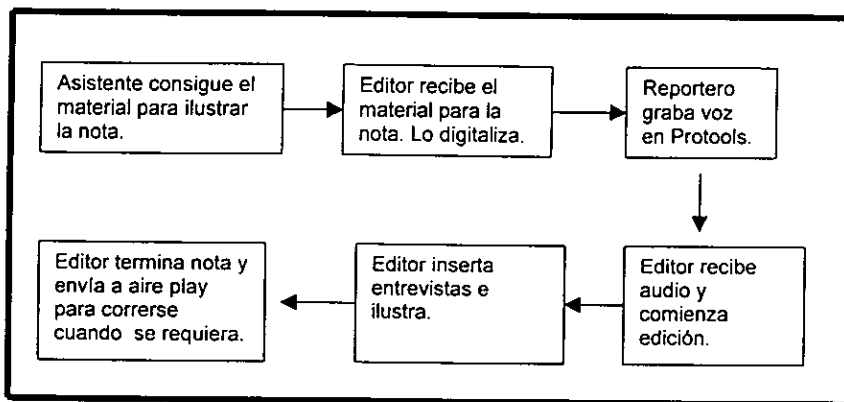 Asistente consigue el
material para ilustrar
la nota.
Editor recibe el
material para la
nota. Lo digitaliza.
Reportero
graba voz
en Protools.
Editor recibe
audio y
comienza
edición.
Editor inserta
entrevistas e
ilustra.
Editor termina nota y
envía a aire play
para correrse
cuando se requiera.